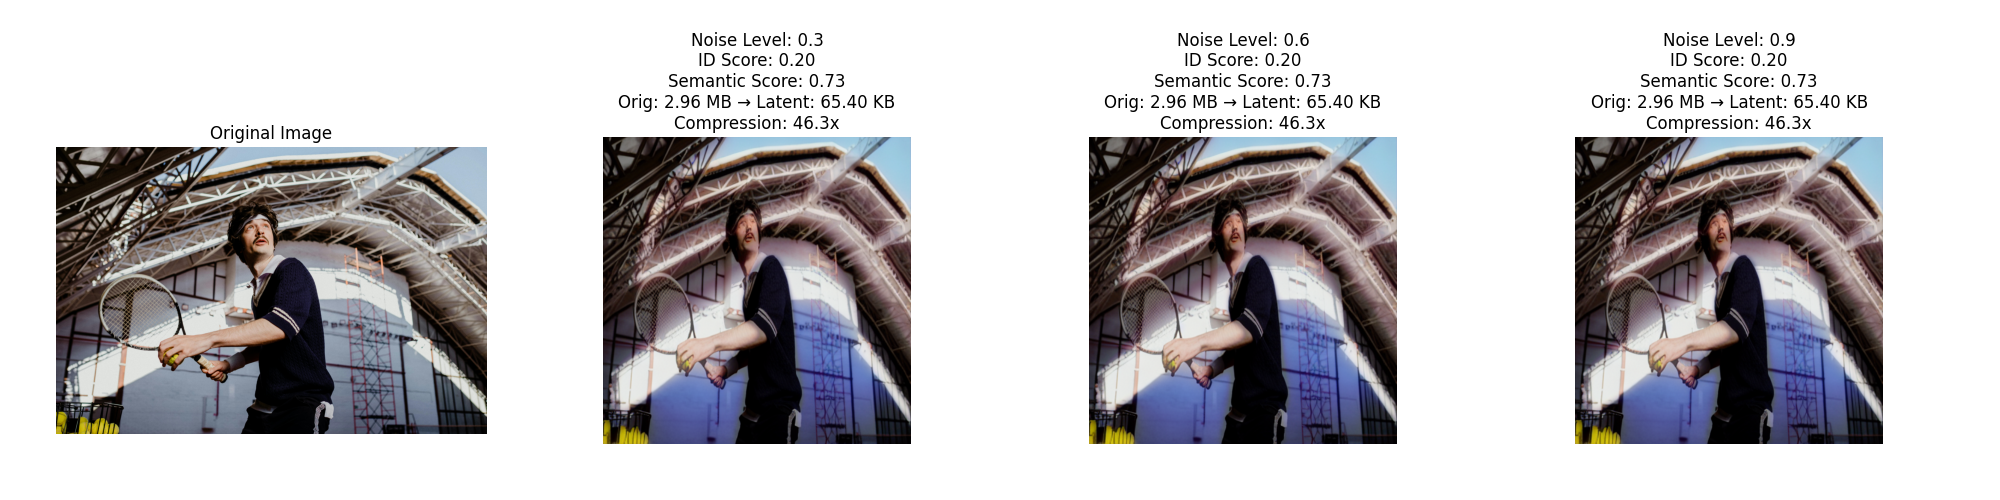 Original Image
Noise Level: 0.3
ID Score: 0.20
Semantic Score: 0.73
Orig: 2.96 MB → Latent: 65.40 KB
Compression: 46.3x
Noise Level: 0.6
ID Score: 0.20
Semantic Score: 0.73
Orig: 2.96 MB → Latent: 65.40 KB
Compression: 46.3x
Noise Level: 0.9
ID Score: 0.20
Semantic Score: 0.73
Orig: 2.96 MB → Latent: 65.40 KB
Compression: 46.3x